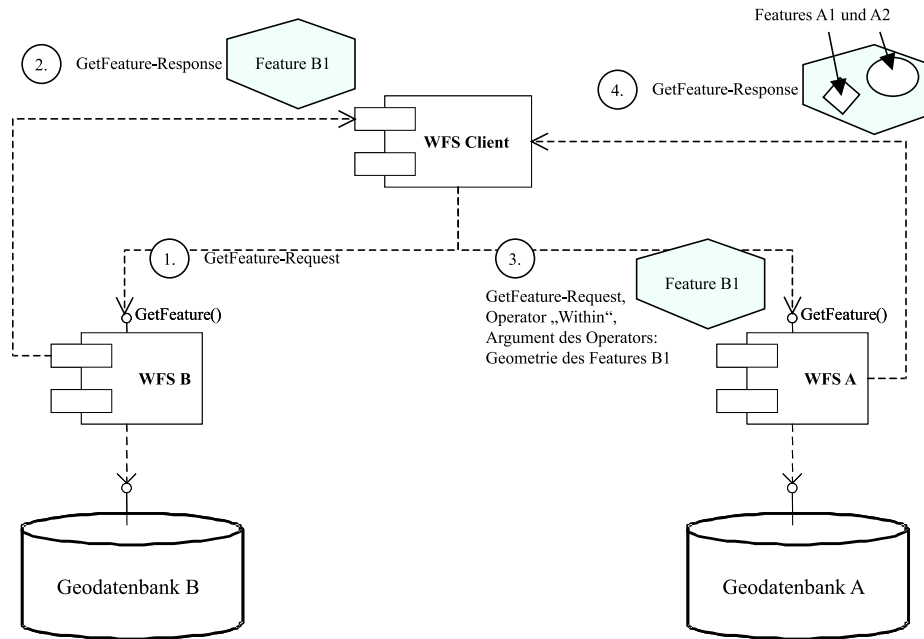 Features A1 und A2
2. GetFeature-Response
Feature B1
4. GetFeature-Response
WFS Client
1. GetFeature-Request
3.
Feature B1
GetFeature-Request,
Operator „Within“,
Argument des Operators:
Geometrie des Features B1
GetFeature()
GetFeature()
WFS B
WFS A
Geodatenbank B
Geodatenbank A